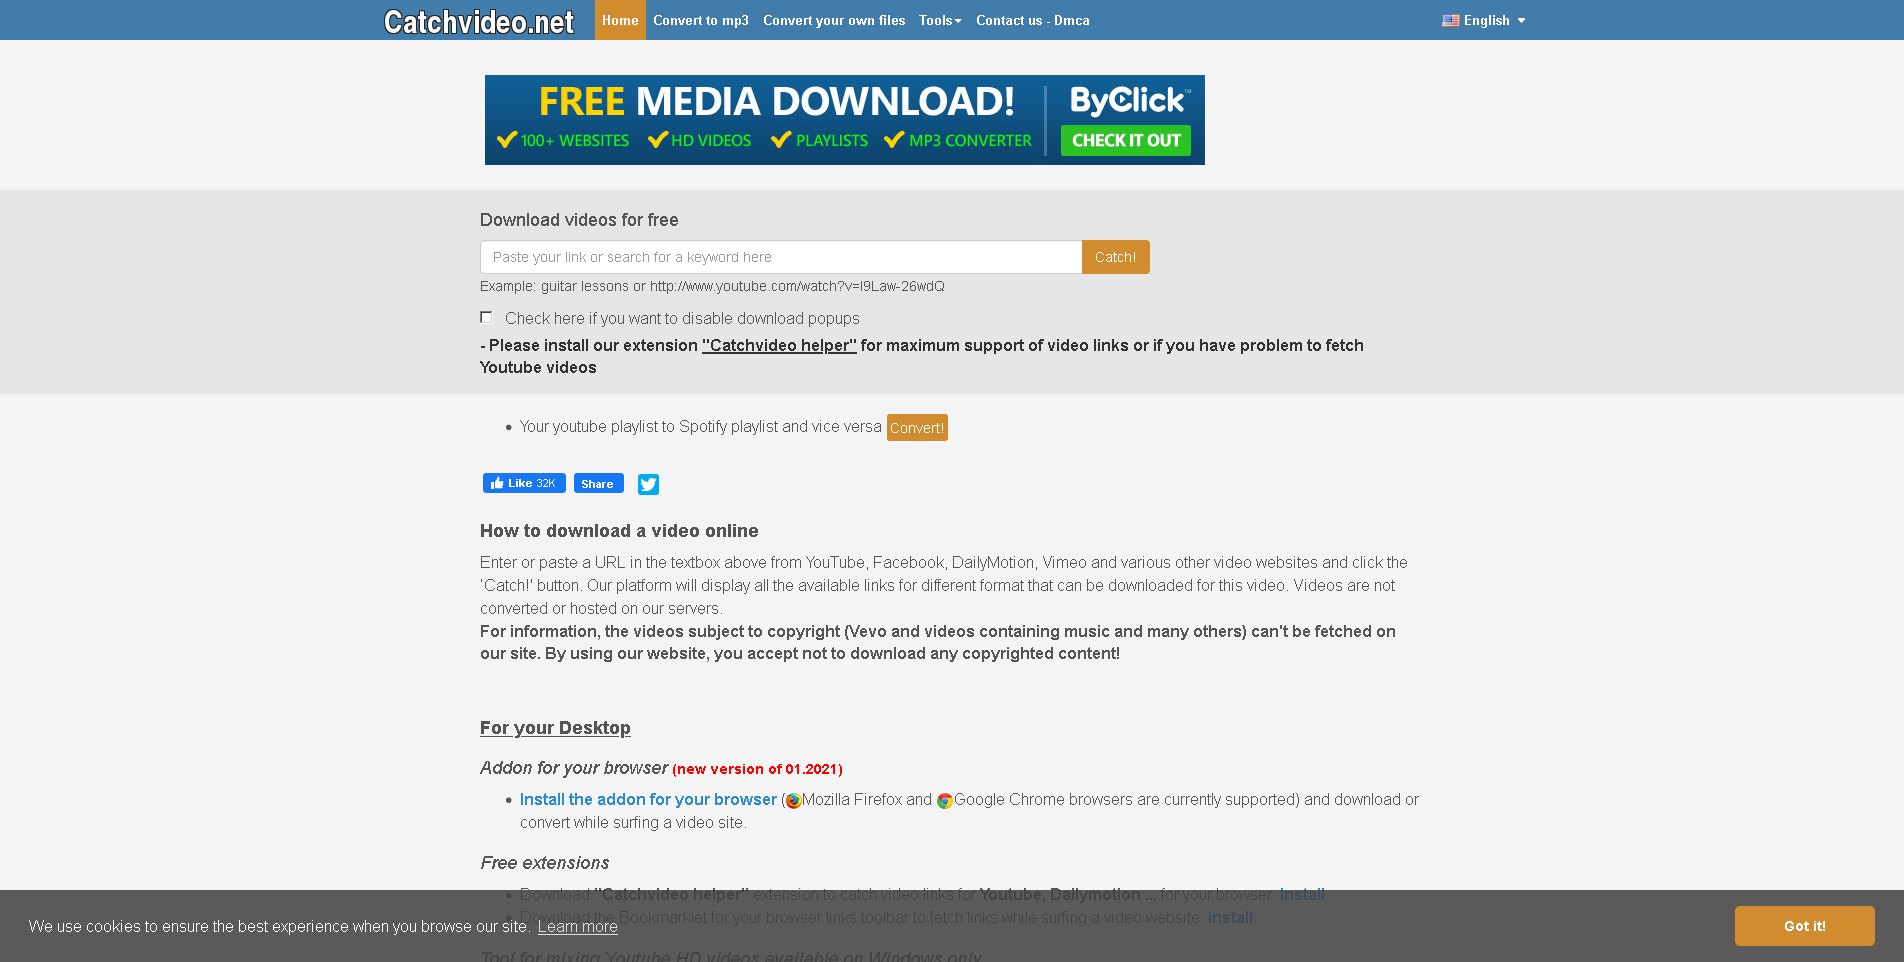 Catchvideo.net Home Convert to mp3 Convert your own files Tools Contact us - Dmca English
FREE MEDIA DOWNLOAD! ByClick™
100+ WEBSITES HD VIDEOS PLAYLISTS MP3 CONVERTER CHECK IT OUT
Download videos for free
Paste your link or search for a keyword here Catch!
Example: guitar lessons or http://www.youtube.com/watch?v=I9Law-26wdQ
Check here if you want to disable download popups
- Please install our extension "Catchvideo helper" for maximum support of video links or if you have problem to fetch
Youtube videos
• Your youtube playlist to Spotify playlist and vice versa Convert!
Like 32K Share
How to download a video online
Enter or paste a URL in the textbox above from YouTube, Facebook, DailyMotion, Vimeo and various other video websites and click the
'Catch!' button. Our platform will display all the available links for different format that can be downloaded for this video. Videos are not
converted or hosted on our servers.
For information, the videos subject to copyright (Vevo and videos containing music and many others) can't be fetched on
our site. By using our website, you accept not to download any copyrighted content!
For your Desktop
Addon for your browser (new version of 01.2021)
• Install the addon for your browser (Mozilla Firefox and Google Chrome browsers are currently supported) and download or
convert while surfing a video site.
Free extensions
• Download "Catchvideo helper" extension to catch video links for Youtube, Dailymotion ... for your browser install
• Download the Bookmarklet for your browser links toolbar to fetch links while surfing a video website install
We use cookies to ensure the best experience when you browse our site. Learn more Got it!
Tool for mixing Youtube HD videos available on Windows only